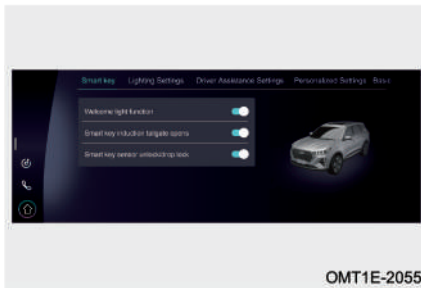 Smart key Lighting Settings Driver Assistance Settings Personalized Settings Basic
Welcome light function
Smart key induction tailgate opens
Smart key sensor unlock/drop lock
OMT1E-2055